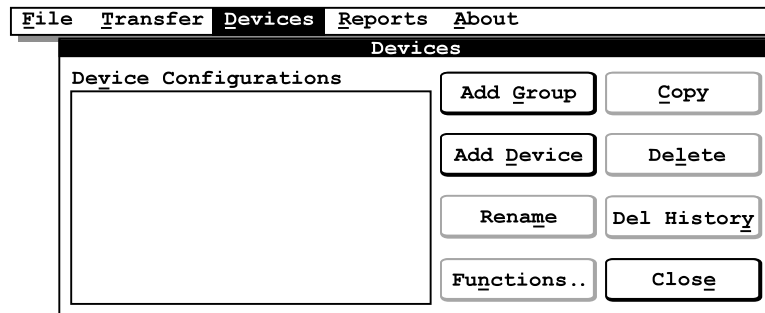 File Transfer Devices Reports About
Devices
Device Configurations
Add Group Copy
Add Device Delete
Rename Del History
Functions.. Close